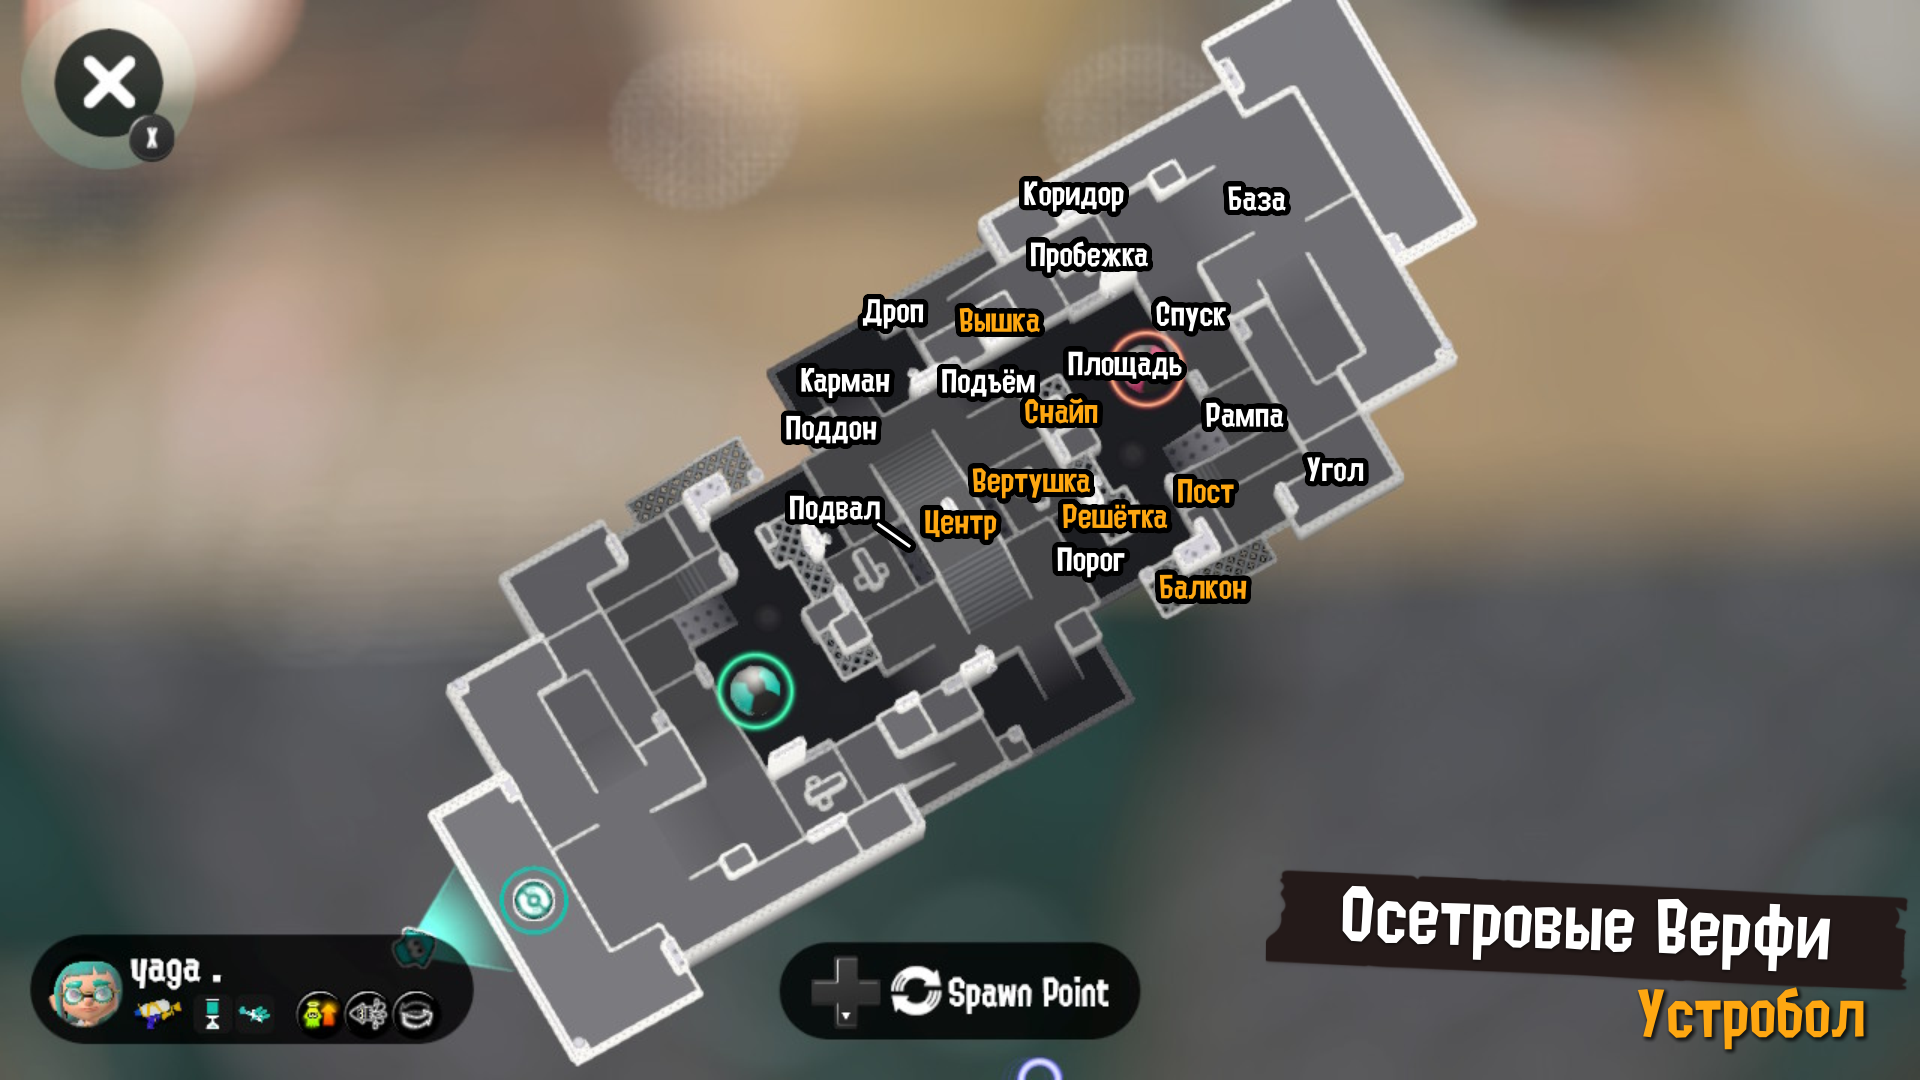 X
Коридор
База
Пробежка
Дроп
Вышка
Спуск
Площадь
Карман
Подъём
Снайп
Рампа
Поддон
Угол
Вертушка
Пост
Подвал
Центр
Решётка
Порог
Балкон
Осетровые Верфи
Устробол
yaga .
Spawn Point